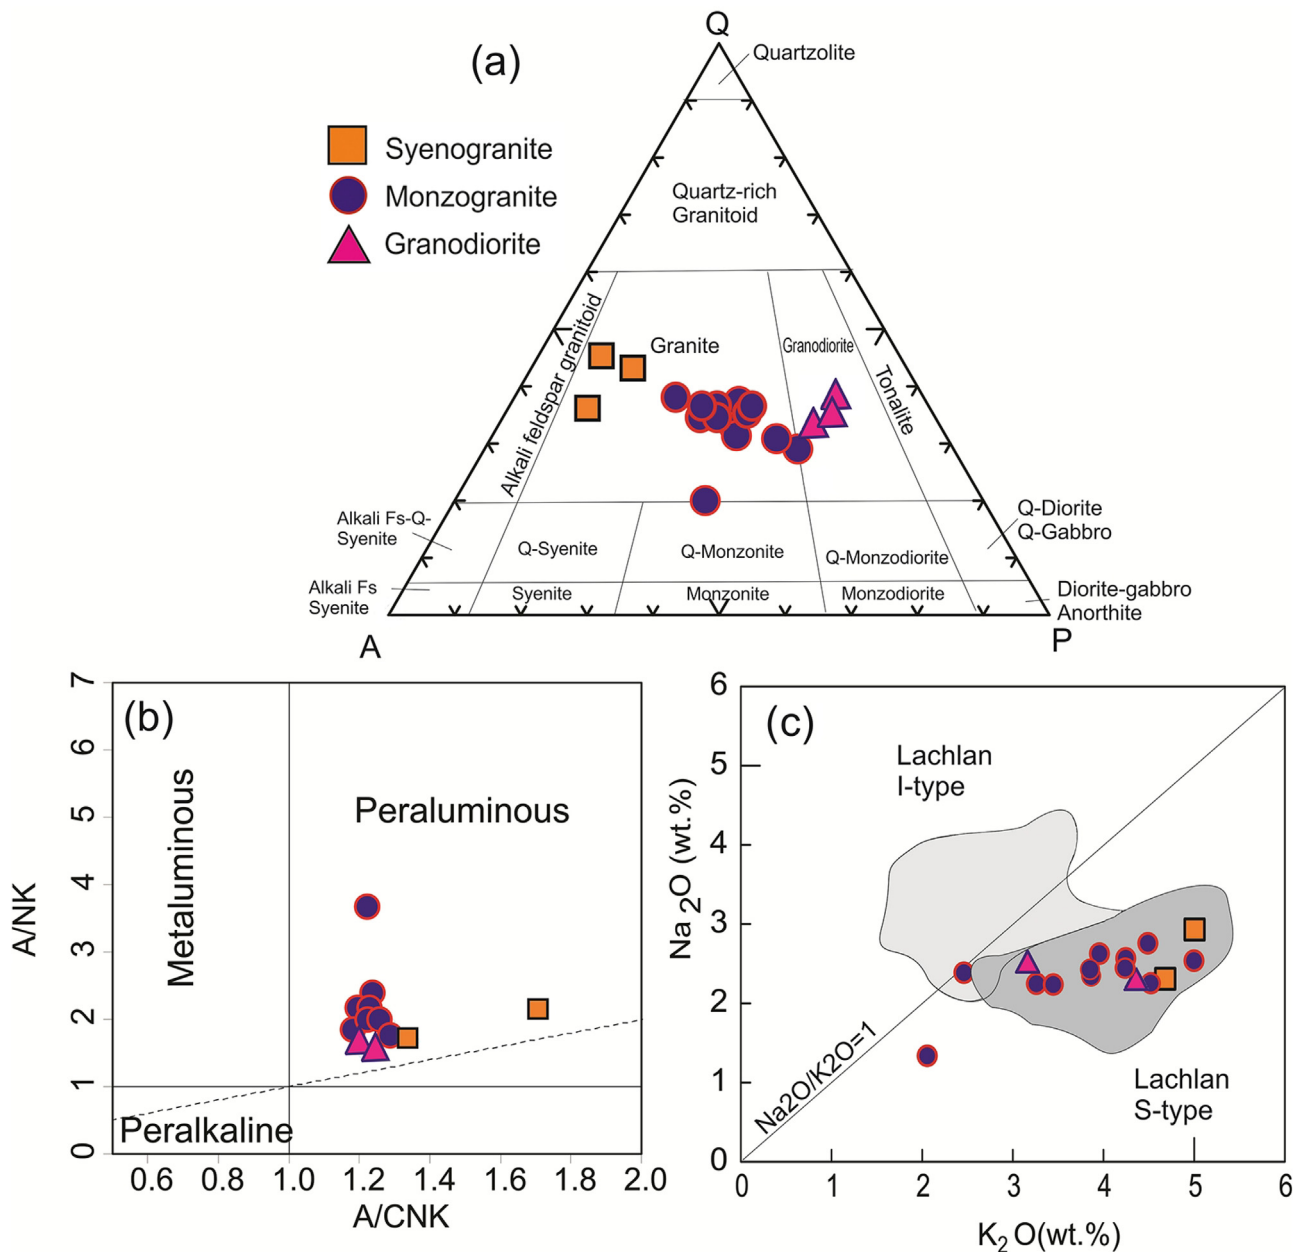 Q
(a)
Quartzolite
Syenogranite
Monzogranite
Granodiorite
Quartz-rich
Granitoid
Alkali feldspar granitoid
Granite
Granodiorite
Tonalite
Alkali Fs-Q-
Syenite
Q-Syenite
Q-Monzonite
Q-Monzodiorite
Q-Diorite
Q-Gabbro
Alkali Fs
Syenite
Syenite
Monzonite
Monzodiorite
Diorite-gabbro
Anorthite
A
P
(b)
Metaluminous
Peraluminous
Peralkaline
A/NK
7
6
5
4
3
2
1
0
0.6 0.8 1.0 1.2 1.4 1.6 1.8 2.0
A/CNK
(c)
Lachlan
I-type
Na2O/K2O=1
Lachlan
S-type
Na 2O (wt.%)
6
5
4
3
2
1
0
0 1 2 3 4 5 6
K2 O(wt.%)